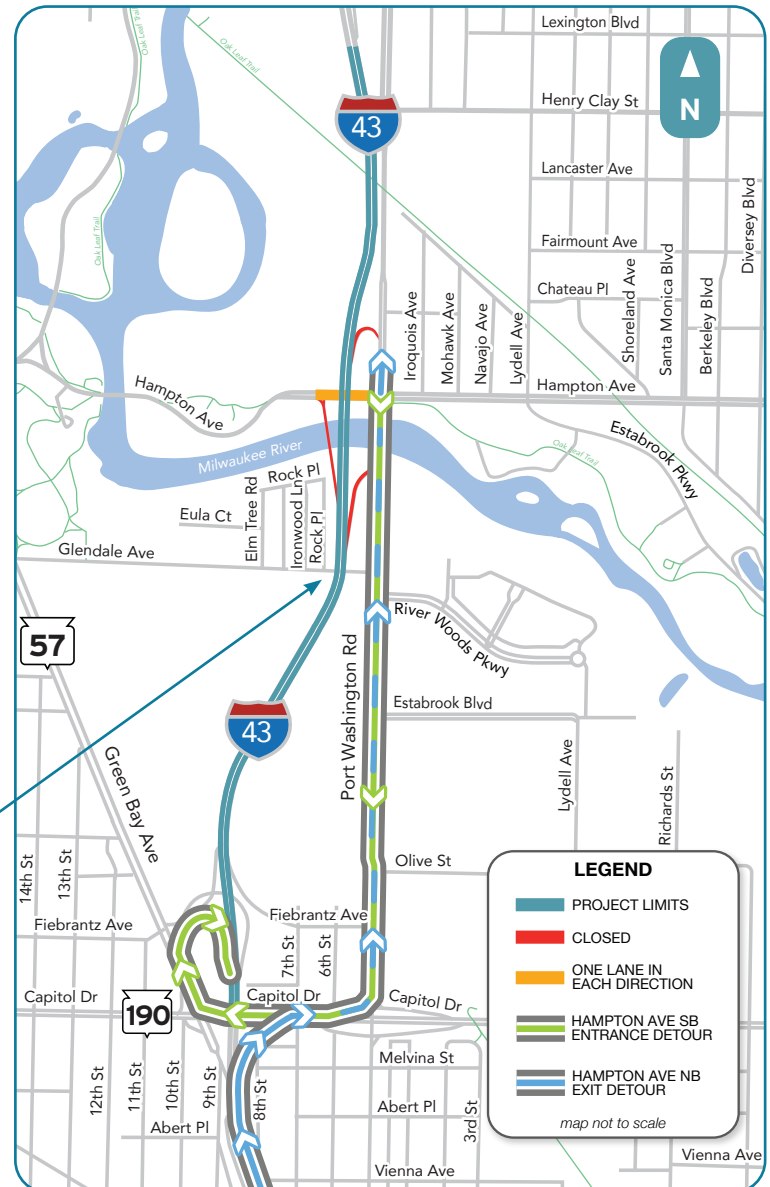 Lexington Blvd
Oak Leaf Trail
Oak Leaf Trail
43
N
Henry Clay St
Lancaster Ave
Diversey Blvd
Oak Leaf Trail
Fairmount Ave
Santa Monica Blvd
Shoreland Ave
Berkeley Blvd
Chateau Pl
Iroquois Ave
Mohawk Ave
Navajo Ave
Lydell Ave
Hampton Ave
Hampton Ave
Estabrook Pkwy
Milwaukee River
Oak Leaf Trail
Rock Pl
Elm Tree Rd
Ironwood Ln
Rock Pl
Eula Ct
Glendale Ave
57
River Woods Pkwy
Port Washington Rd
Estabrook Blvd
43
Green Bay Ave
Lydell Ave
Richards St
14th St
13th St
Olive St
Fiebrantz Ave
Fiebrantz Ave
7th St
6th St
Capitol Dr
190
Capitol Dr
Capitol Dr
12th St
11th St
10th St
9th St
8th St
Melvina St
Abert Pl
3rd St
Abert Pl
Vienna Ave
Vienna Ave
LEGEND
PROJECT LIMITS
CLOSED
ONE LANE IN
EACH DIRECTION
HAMPTON AVE SB
ENTRANCE DETOUR
HAMPTON AVE NB
EXIT DETOUR
map not to scale